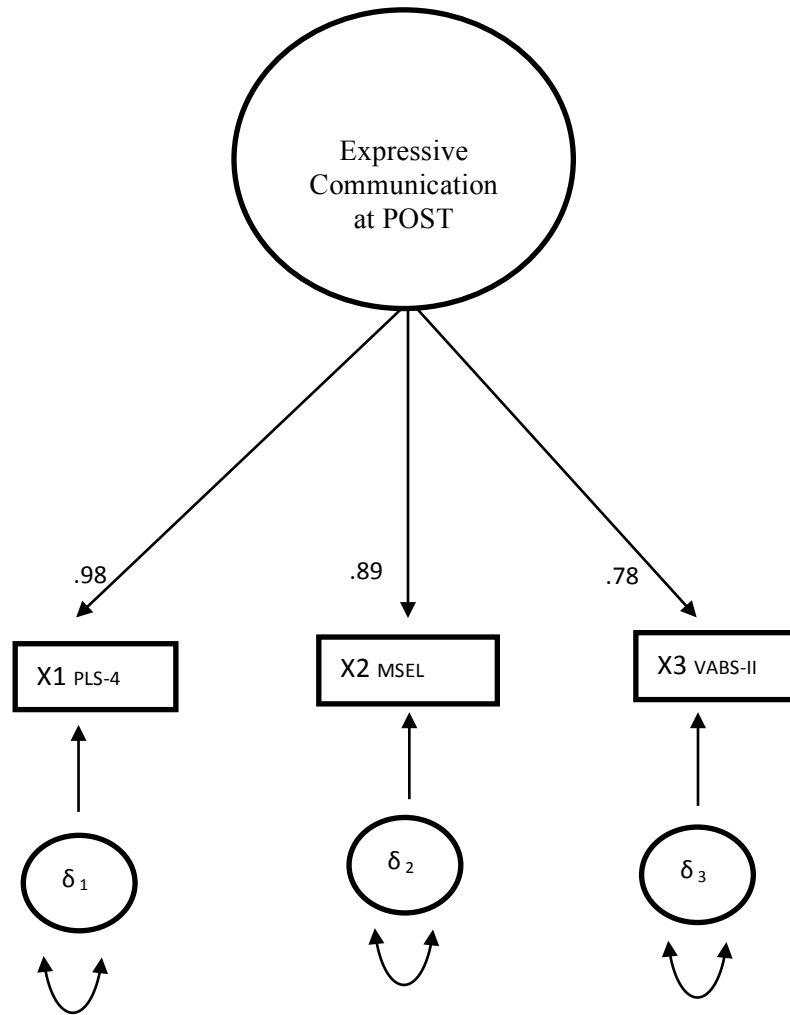 Expressive
Communication
at POST
.98
.89
.78
X1 PLS-4
X2 MSEL
X3 VABS-II
δ 1
δ 2
δ 3